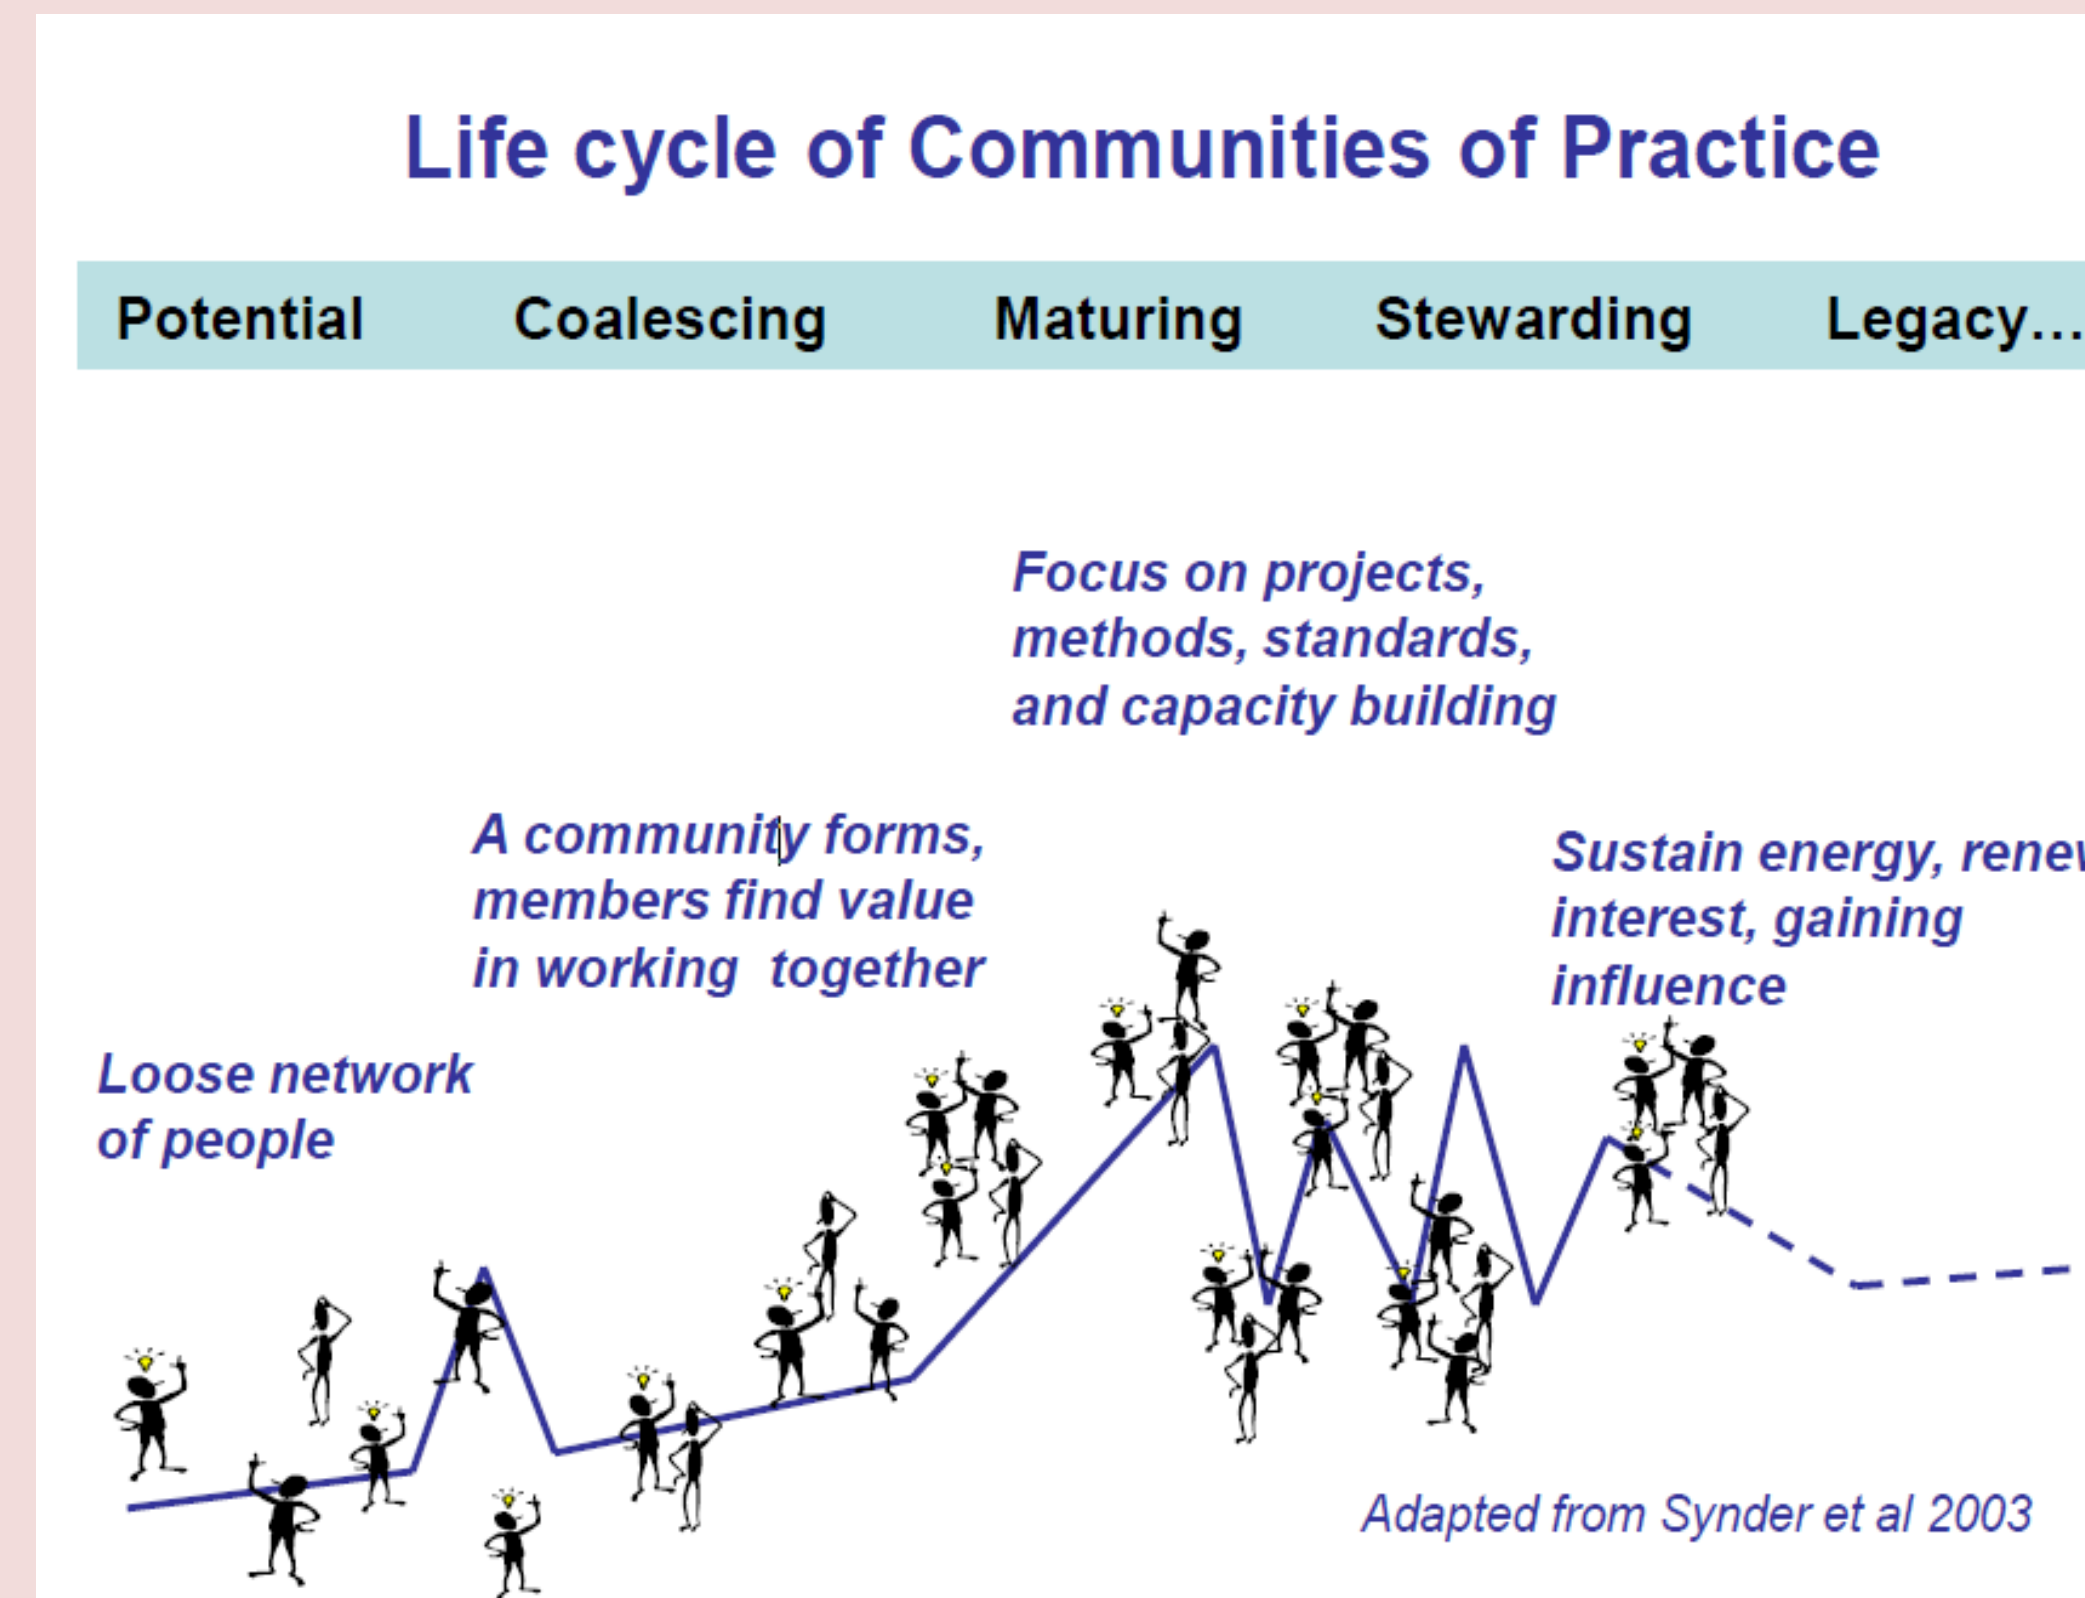 Life cycle of Communities of Practice
Potential Coalescing Maturing Stewarding Legacy...
Focus on projects,
methods, standards,
and capacity building
A community forms,
members find value
in working together
Sustain energy,
interest, gaining
influence
Loose network
of people
Adapted from Synder et al 2003